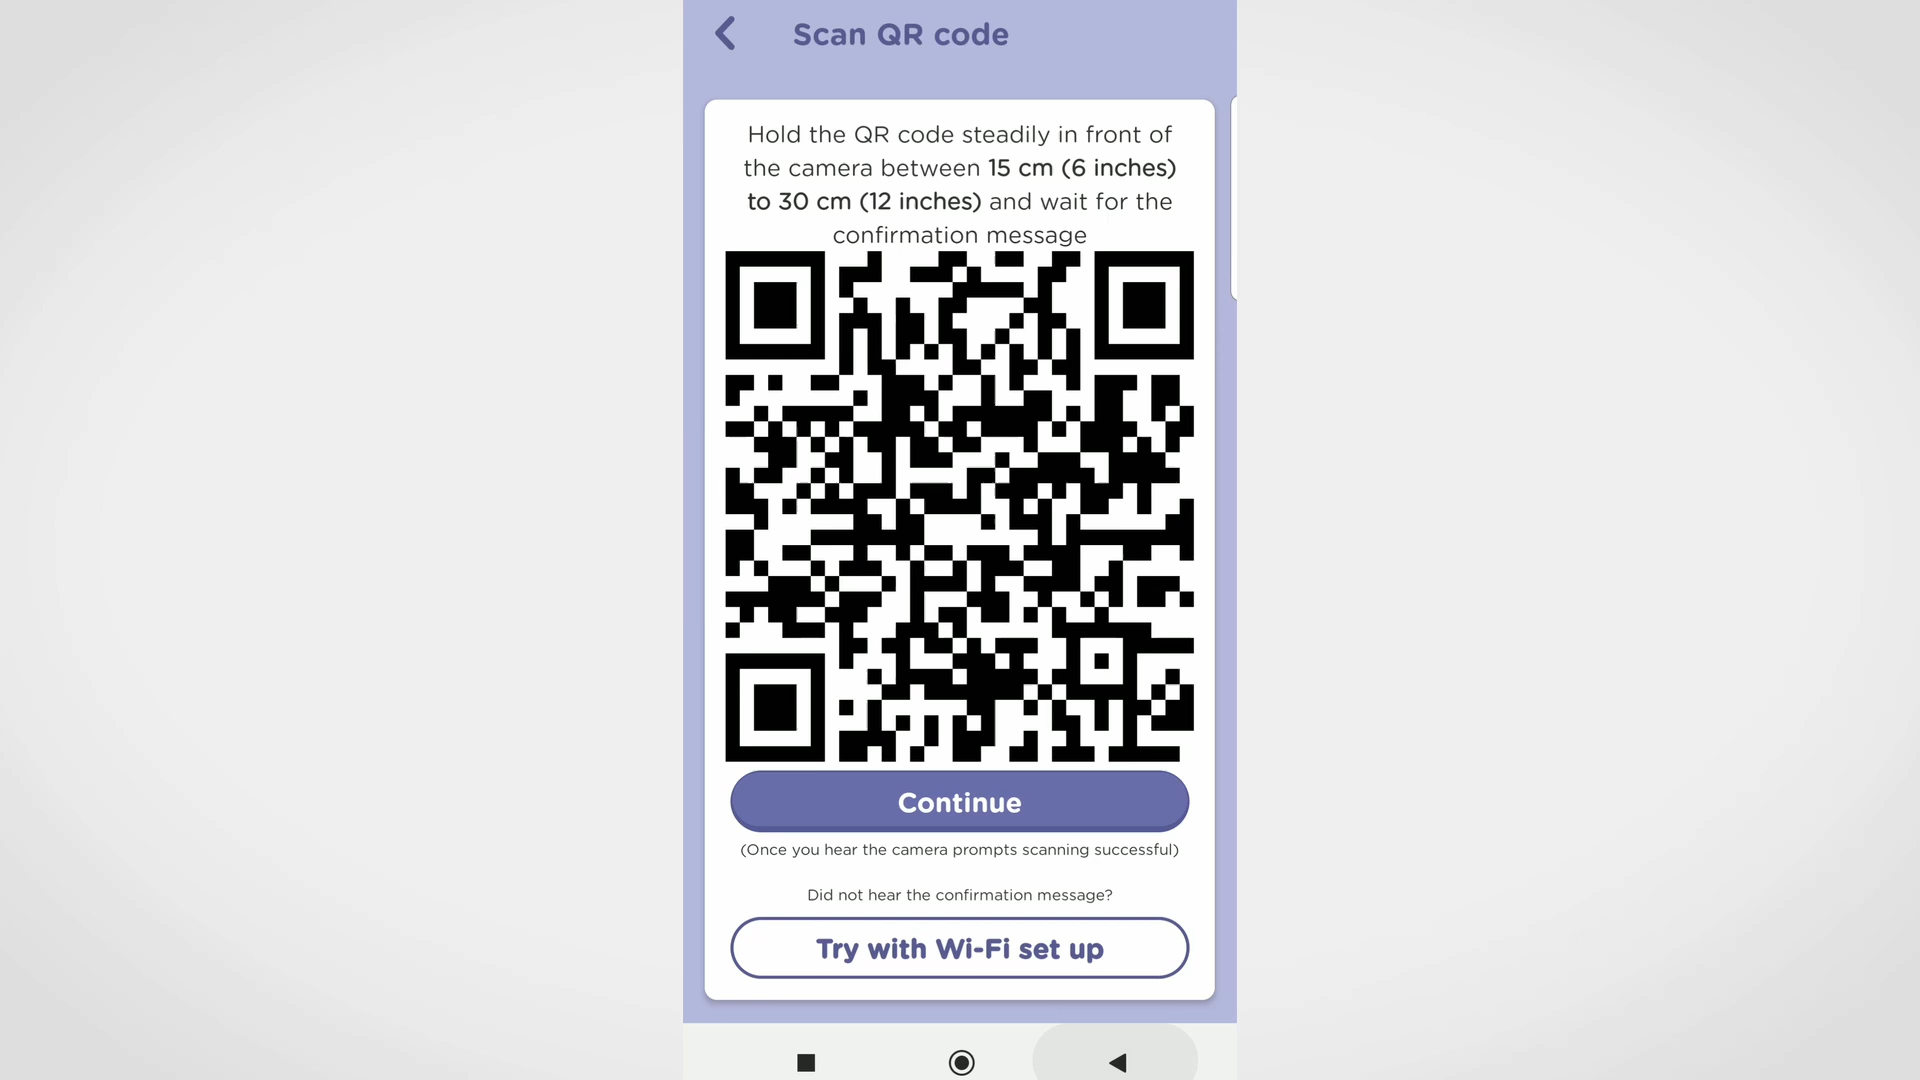 Scan QR code
Hold the QR code steadily in front of
the camera between 15 cm (6 inches)
to 30 cm (12 inches) and wait for the
confirmation message
Continue
(Once you hear the camera prompts scanning successful)
Did not hear the confirmation message?
Try with Wi-Fi set up